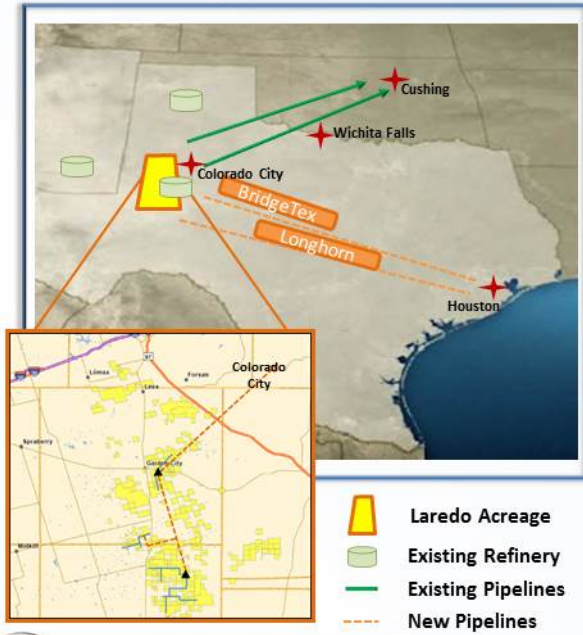 Cushing
Wichita Falls
Colorado City
BridgeTex
Longhorn
Houston
Colorado
City
Lomax
Forsan
87
Lees
Spraberry
Garden City
Midkiff
Laredo Acreage
Existing Refinery
Existing Pipelines
New Pipelines